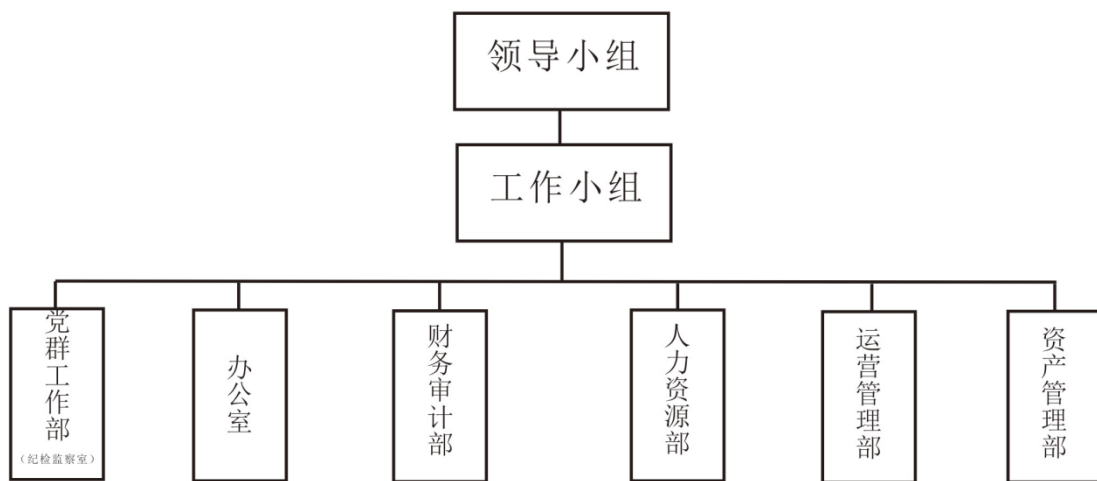 领导小组
工作小组
党群工作部
（纪检监察室）
办公室
财务审计部
人力资源部
运营管理部
资产管理部